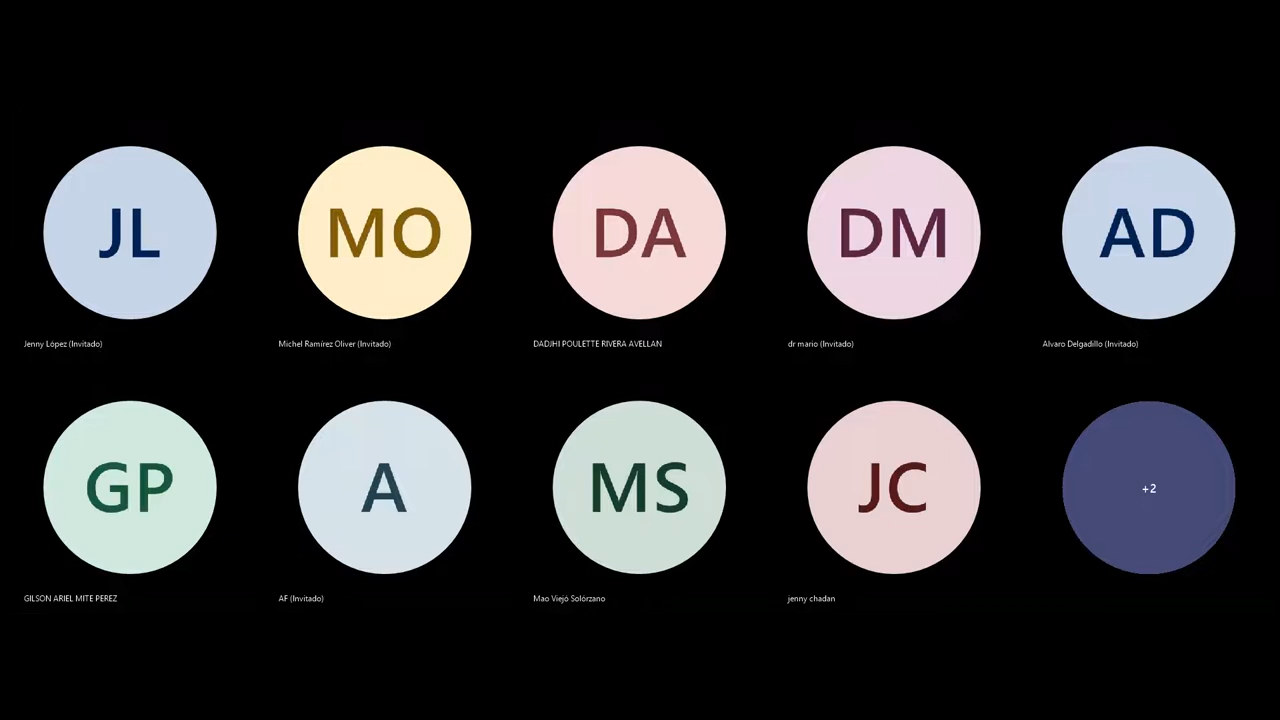 JL
MO
DA
DM
AD
Jenny López (Invitado)
Michel Ramírez Oliver (Invitado)
DADJHI POULETTE RIVERA AVELLAN
dr mario (Invitado)
Alvaro Delgadillo (Invitado)
GP
A
MS
JC
+2
GILSON ARIEL MITE PEREZ
AF (Invitado)
Mao Viejó Solórzano
jenny chadan